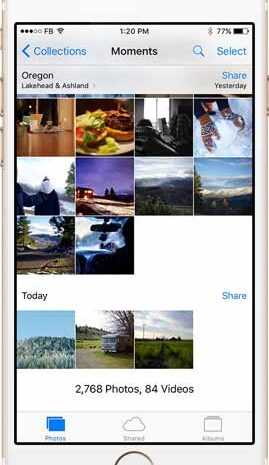 FB 1:20 PM 77%
Collections Moments Select
Oregon Share
Lakehead & Ashland > Yesterday
Today Share
2,768 Photos, 84 Videos
Photos Shared Albums